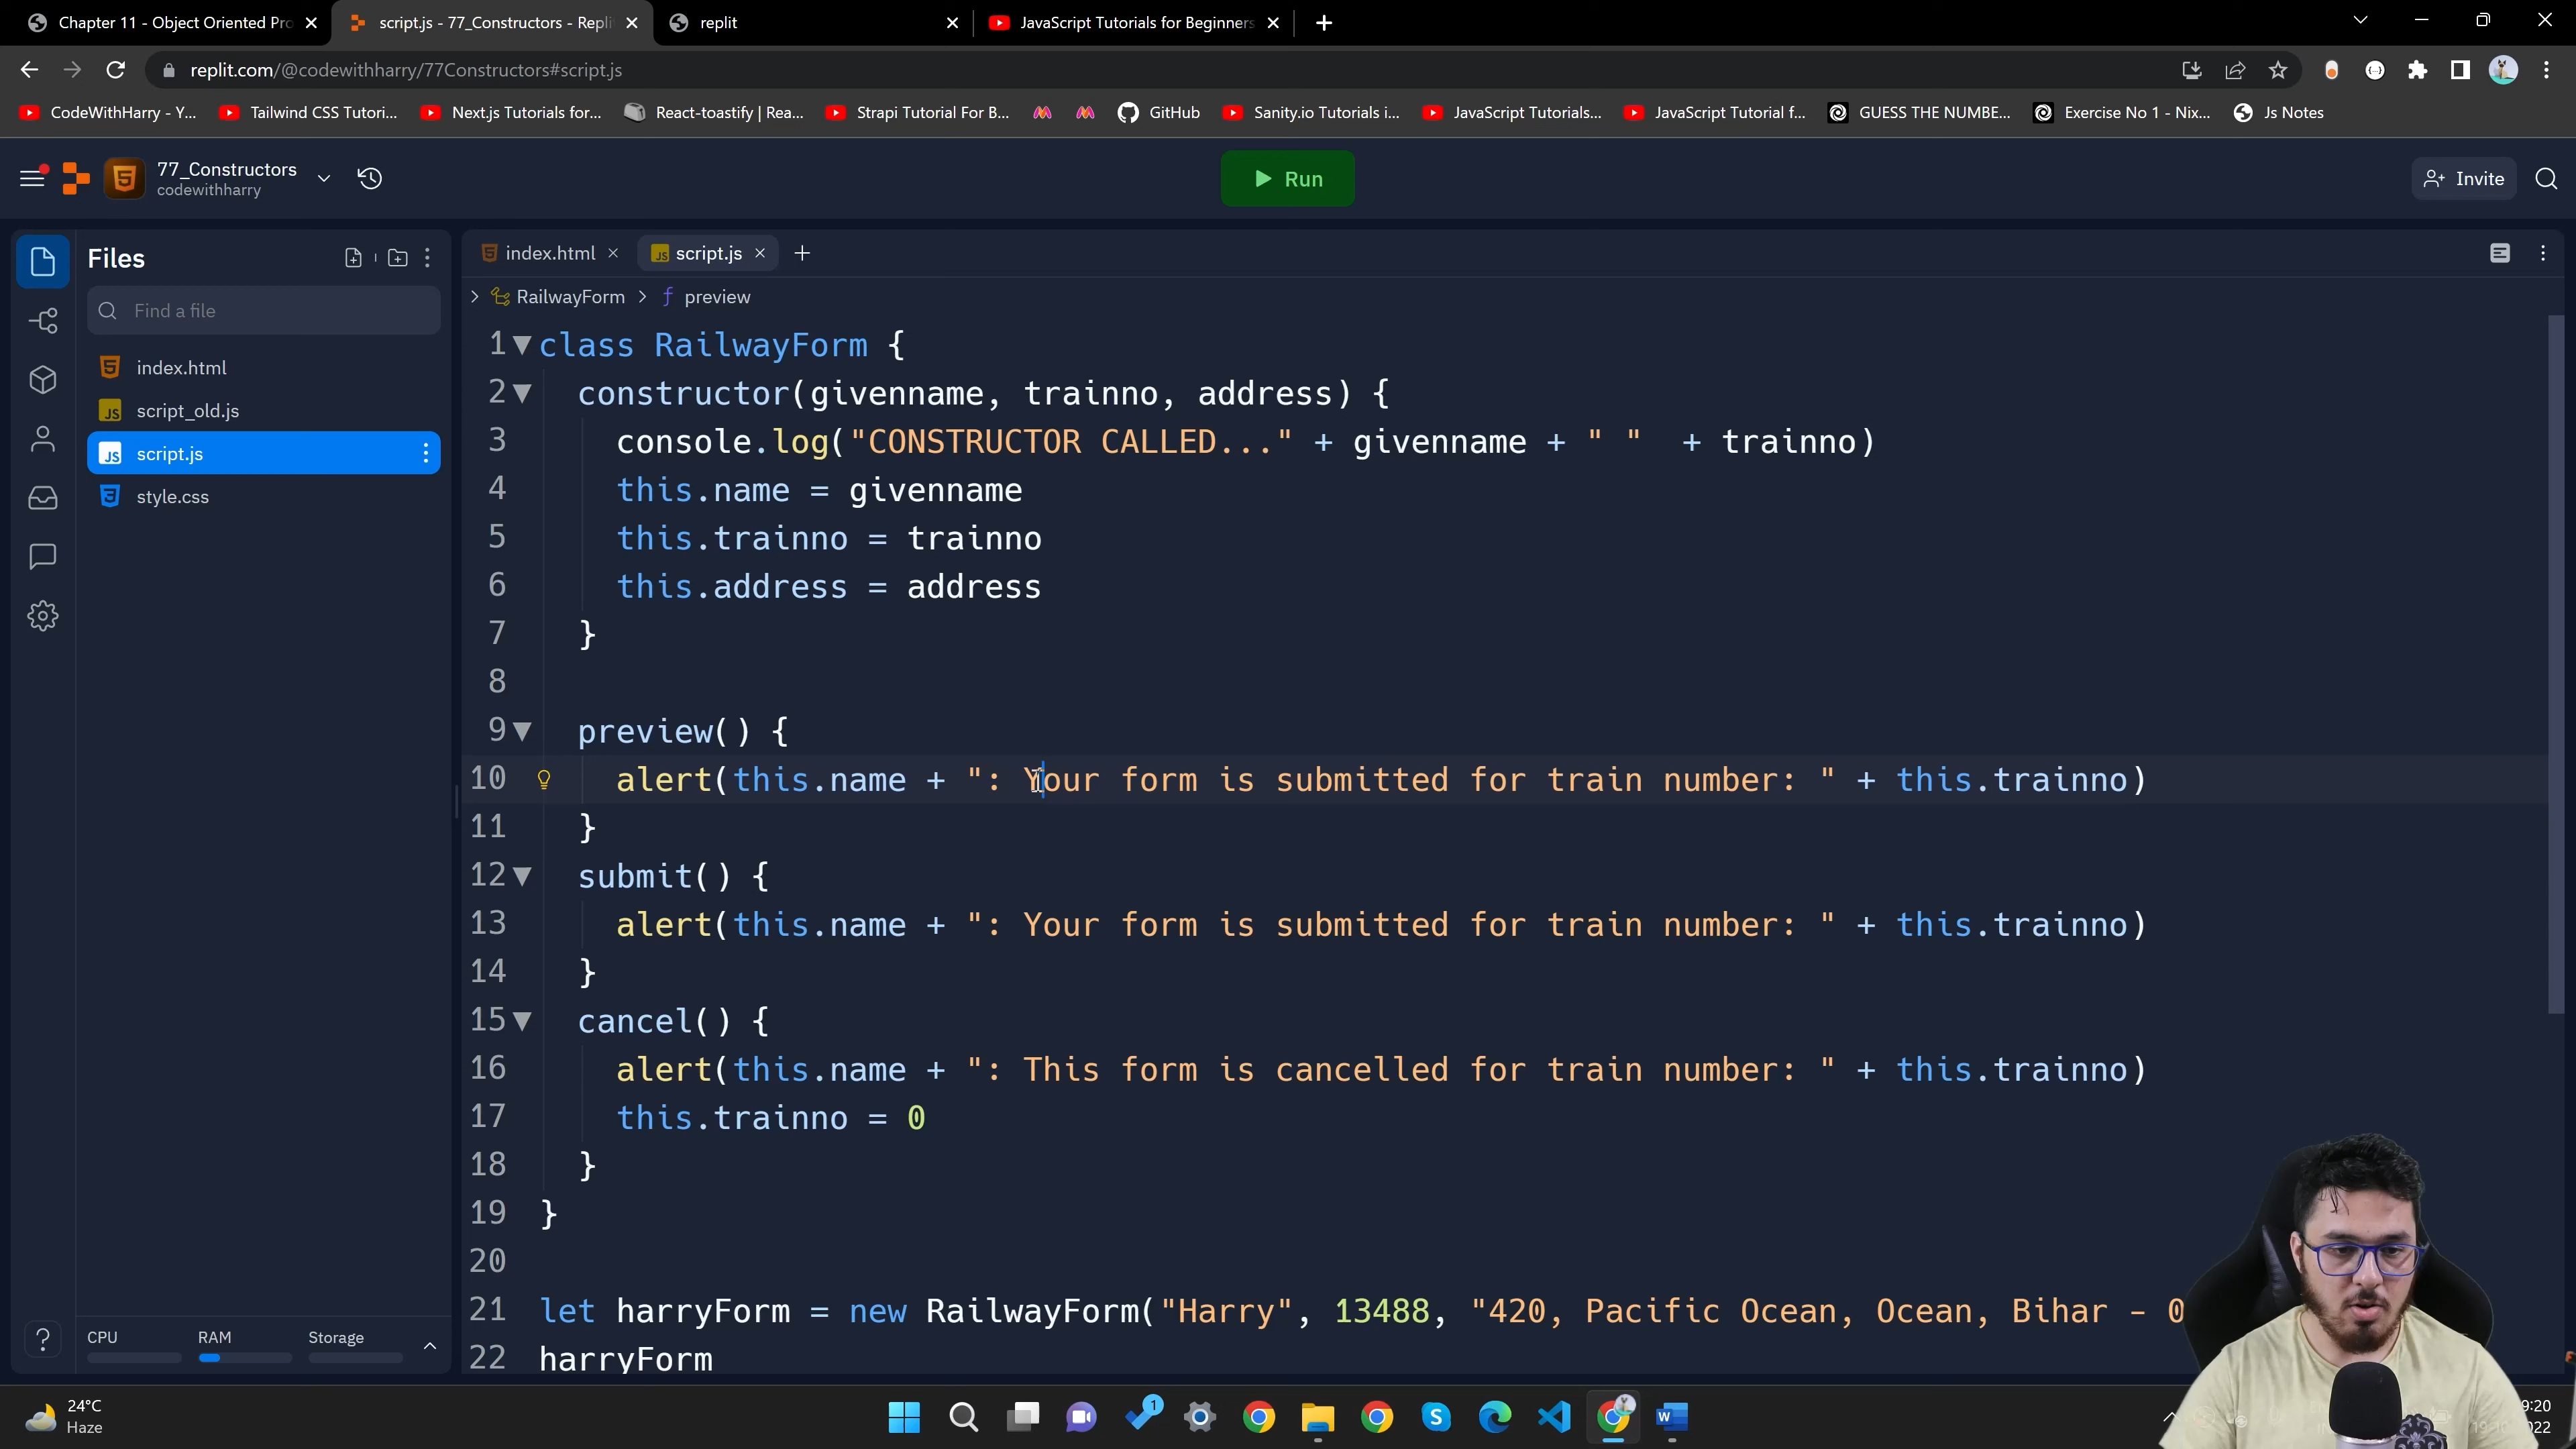 Chapter 11 - Object Oriented Pro
script.js - 77_Constructors - Repli
replit
JavaScript Tutorials for Beginners
replit.com/@codewithharry/77Constructors#script.js
CodeWithHarry - Y...
Tailwind CSS Tutori...
Next.js Tutorials for...
React-toastify | Rea...
Strapi Tutorial For B...
GitHub
Sanity.io Tutorials i...
JavaScript Tutorials...
JavaScript Tutorial f...
GUESS THE NUMBE...
Exercise No 1 - Nix...
Js Notes
77_Constructors
codewithharry
Run
Invite
Files
Find a file
index.html
script_old.js
script.js
style.css
CPU
RAM
Storage
index.html
script.js
RailwayForm > preview
1 class RailwayForm {
2 constructor(givenname, trainno, address) {
3 console.log("CONSTRUCTOR CALLED..." + givenname + " " + trainno)
4 this.name = givenname
5 this.trainno = trainno
6 this.address = address
7 }
8
9 preview() {
10 alert(this.name + ": Your form is submitted for train number: " + this.trainno)
11 }
12 submit() {
13 alert(this.name + ": Your form is submitted for train number: " + this.trainno)
14 }
15 cancel() {
16 alert(this.name + ": This form is cancelled for train number: " + this.trainno)
17 this.trainno = 0
18 }
19 }
20
21 let harryForm = new RailwayForm("Harry", 13488, "420, Pacific Ocean, Ocean, Bihar - 0
22 harryForm
24°C
Haze
1
9:20
022